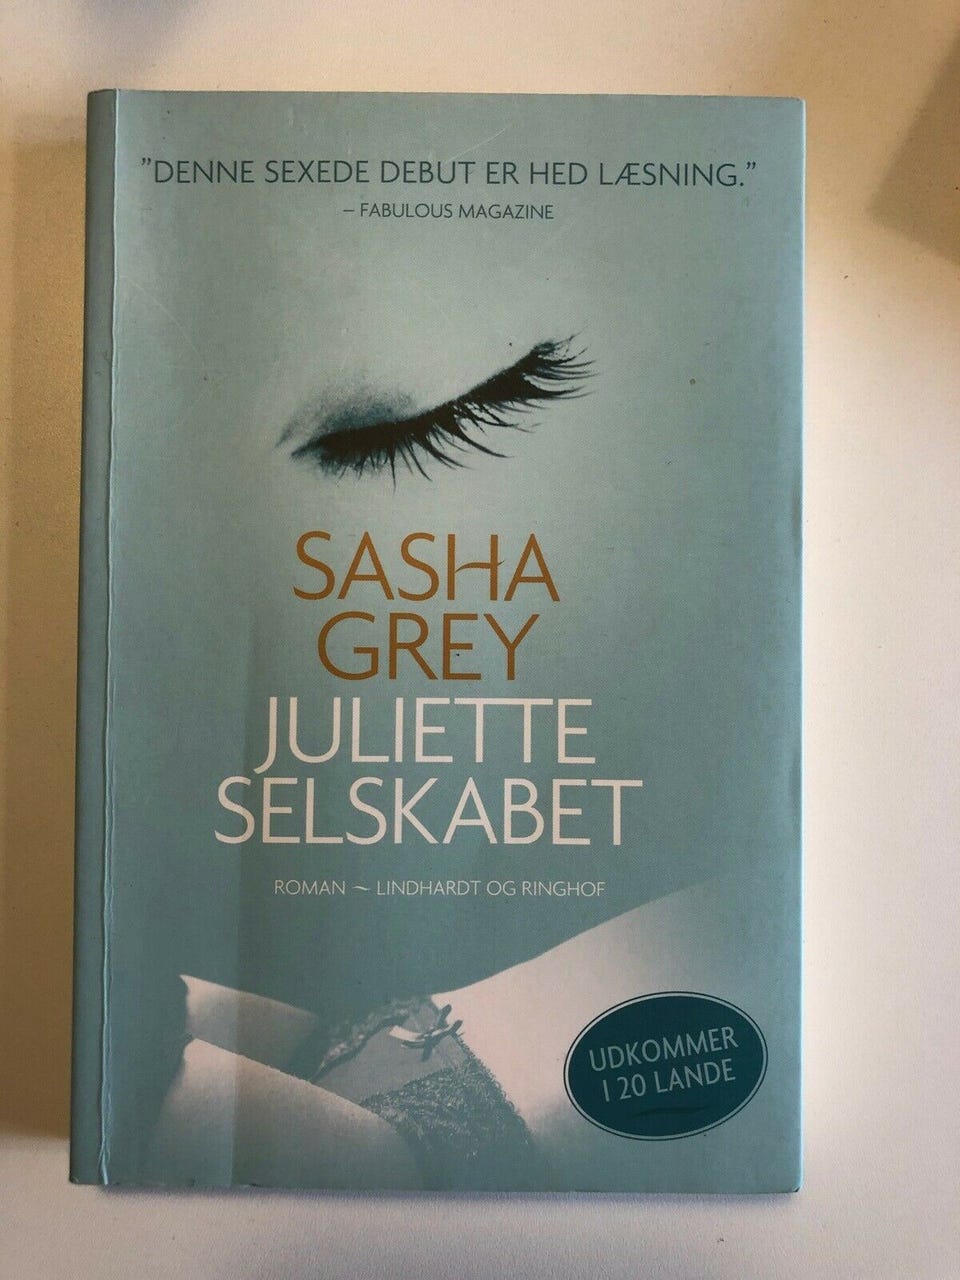 ”DENNE SEXEDE DEBUT ER HED LÆSNING.”
– FABULOUS MAGAZINE
SASHA
GREY
JULIETTE
SELSKABET
ROMAN ~ LINDHARDT OG RINGHOF
UDKOMMER
I 20 LANDE